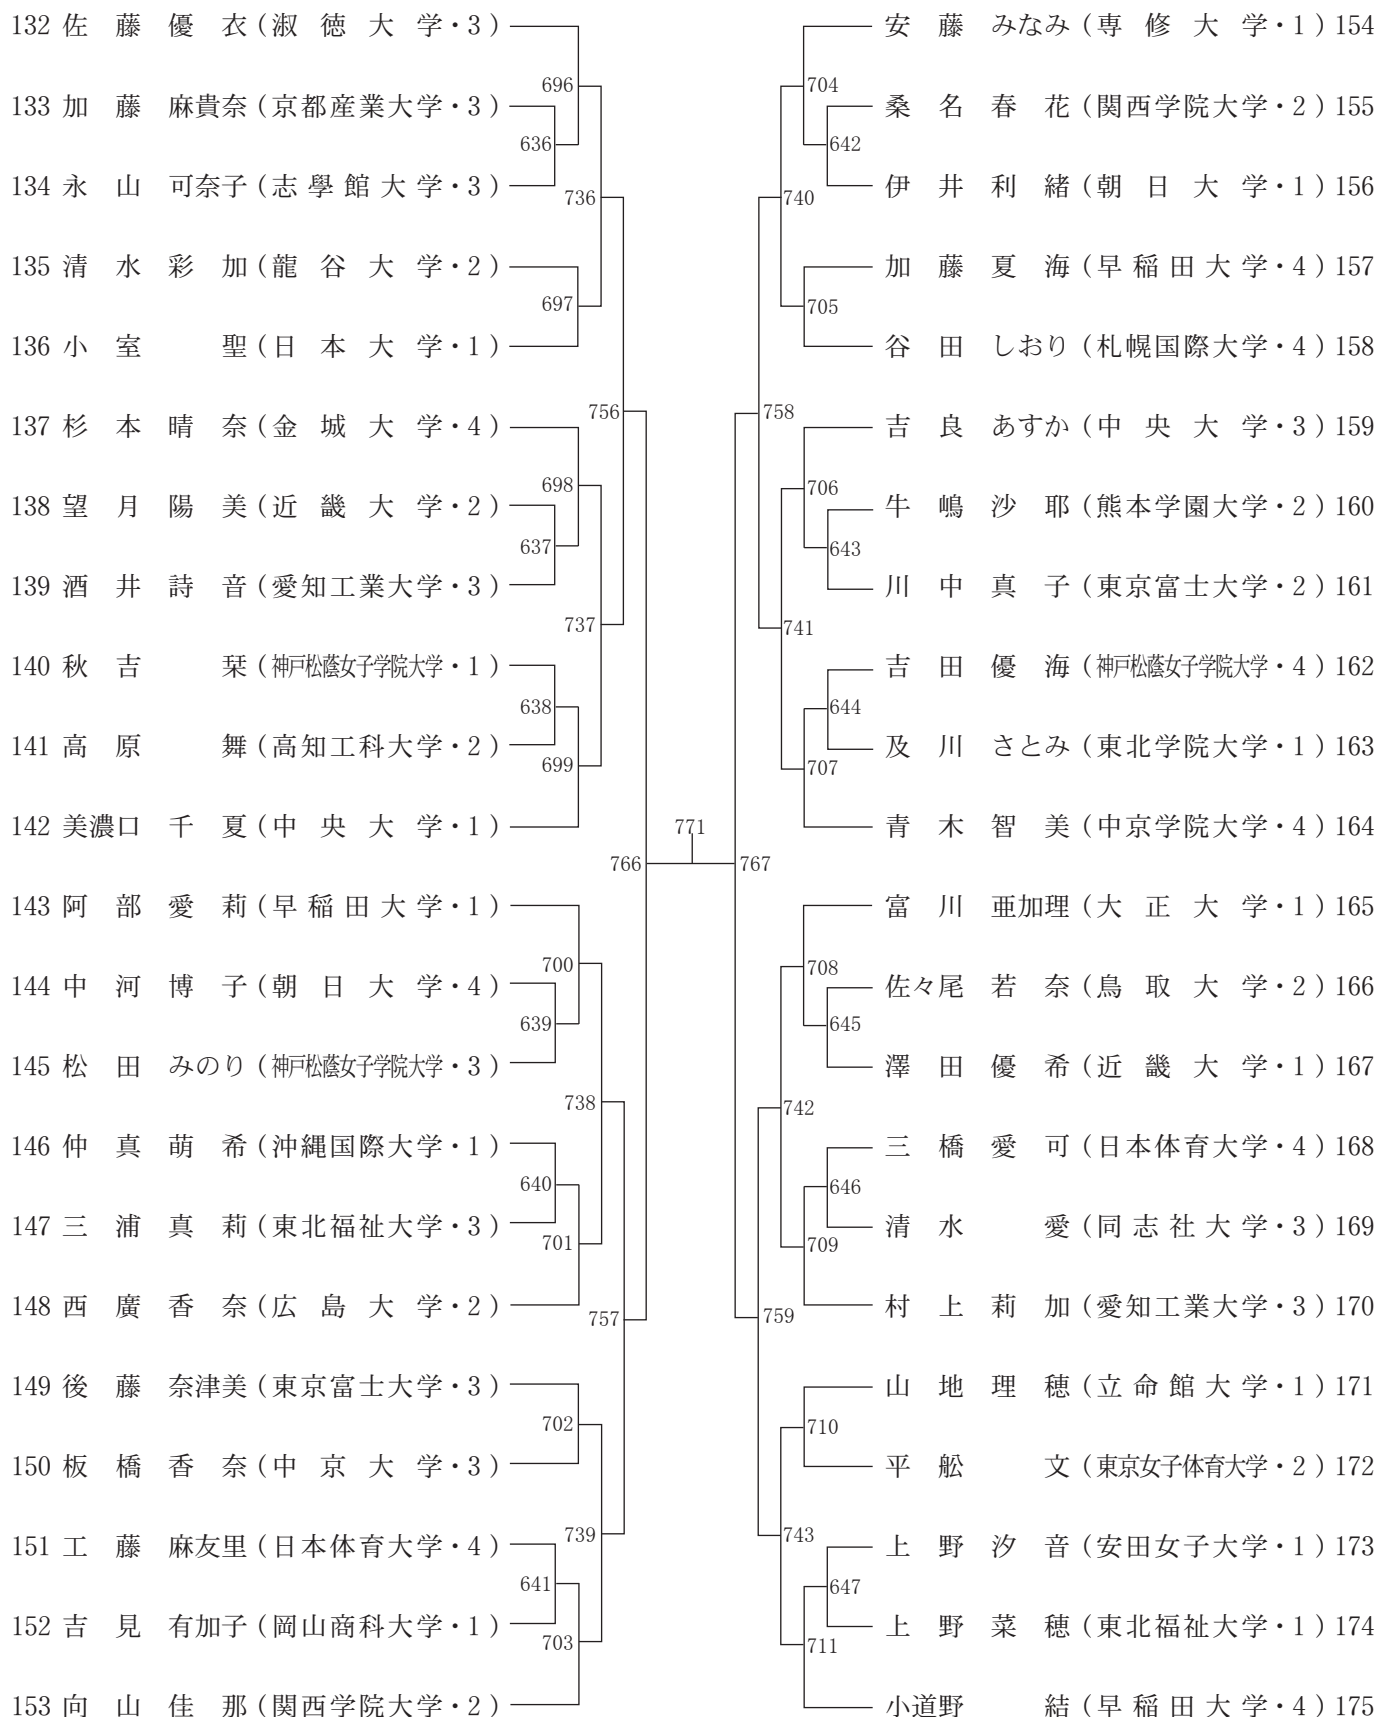 132 佐藤優衣（淑徳大学・3）
696
133 加藤麻貴奈（京都産業大学・3）
636
134 永山可奈子（志學館大学・3）
736
135 清水彩加（龍谷大学・2）
697
136 小室聖（日本大学・1）
756
137 杉本晴奈（金城大学・4）
698
138 望月陽美（近畿大学・2）
637
139 酒井詩音（愛知工業大学・3）
737
140 秋吉栞（神戸松蔭女子学院大学・1）
638
141 高原舞（高知工科大学・2）
699
142 美濃口千夏（中央大学・1）
766
143 阿部愛莉（早稲田大学・1）
700
144 中河博子（朝日大学・4）
639
145 松田みのり（神戸松蔭女子学院大学・3）
738
146 仲真萌希（沖縄国際大学・1）
640
147 三浦真莉（東北福祉大学・3）
701
148 西廣香奈（広島大学・2）
757
149 後藤奈津美（東京富士大学・3）
702
150 板橋香奈（中京大学・3）
739
151 工藤麻友里（日本体育大学・4）
641
152 吉見有加子（岡山商科大学・1）
703
153 向山佳那（関西学院大学・2）
771
安藤みなみ（専修大学・1）154
704
桑名春花（関西学院大学・2）155
642
伊井利緒（朝日大学・1）156
740
加藤夏海（早稲田大学・4）157
705
谷田しおり（札幌国際大学・4）158
758
吉良あすか（中央大学・3）159
706
牛嶋沙耶（熊本学園大学・2）160
643
川中真子（東京富士大学・2）161
741
吉田優海（神戸松蔭女子学院大学・4）162
644
及川さとみ（東北学院大学・1）163
707
青木智美（中京学院大学・4）164
767
富川亜加理（大正大学・1）165
708
佐々尾若奈（鳥取大学・2）166
645
澤田優希（近畿大学・1）167
742
三橋愛可（日本体育大学・4）168
646
清水愛（同志社大学・3）169
709
村上莉加（愛知工業大学・3）170
759
山地理穂（立命館大学・1）171
710
平舩文（東京女子体育大学・2）172
743
上野汐音（安田女子大学・1）173
647
上野菜穂（東北福祉大学・1）174
711
小道野結（早稲田大学・4）175